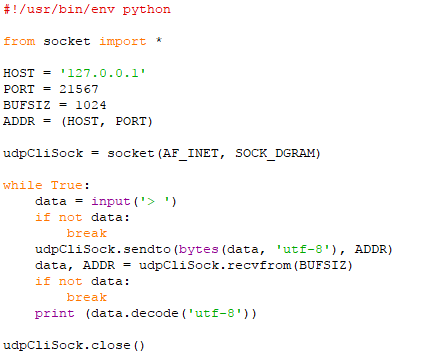 #!/usr/bin/env python
from socket import *
HOST = '127.0.0.1'
PORT = 21567
BUFSIZ = 1024
ADDR = (HOST, PORT)
udpCliSock = socket(AF_INET, SOCK_DGRAM)
while True:
    data = input('> ')
    if not data:
        break
    udpCliSock.sendto(bytes(data, 'utf-8'), ADDR)
    data, ADDR = udpCliSock.recvfrom(BUFSIZ)
    if not data:
        break
    print (data.decode('utf-8'))
udpCliSock.close()